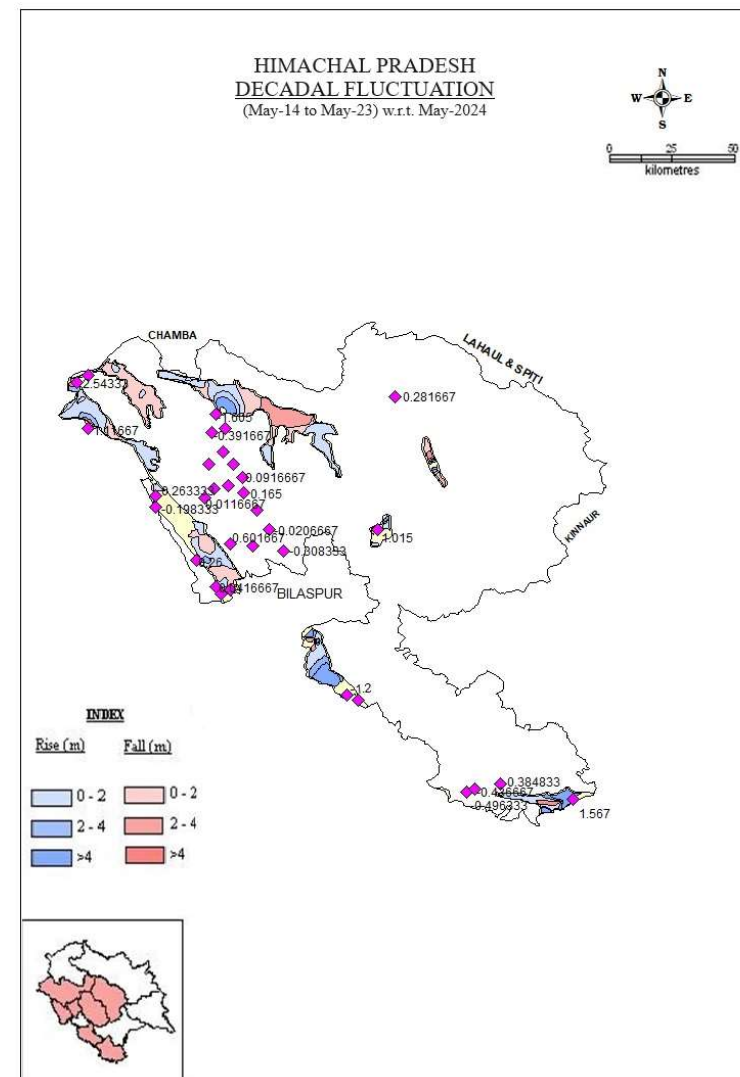 HIMACHAL PRADESH
DECADAL FLUCTUATION
(May-14 to May-23) w.r.t. May-2024
N
W E
S
0 25 50
kilometres
CHAMBA
LAHAUL & SPITI
2.54333
0.281667
1.605
-0.391667
0.0916667
0.263333
0.165
0.0116667
-0.198333
-0.0206667
0.601667
1.015
KINNAUR
-0.308333
BILASPUR
-1.2
INDEX
Rise (m) Fall (m)
0 - 2 0 - 2
2 - 4 2 - 4
>4 >4
0.384833
0.496333
1.567